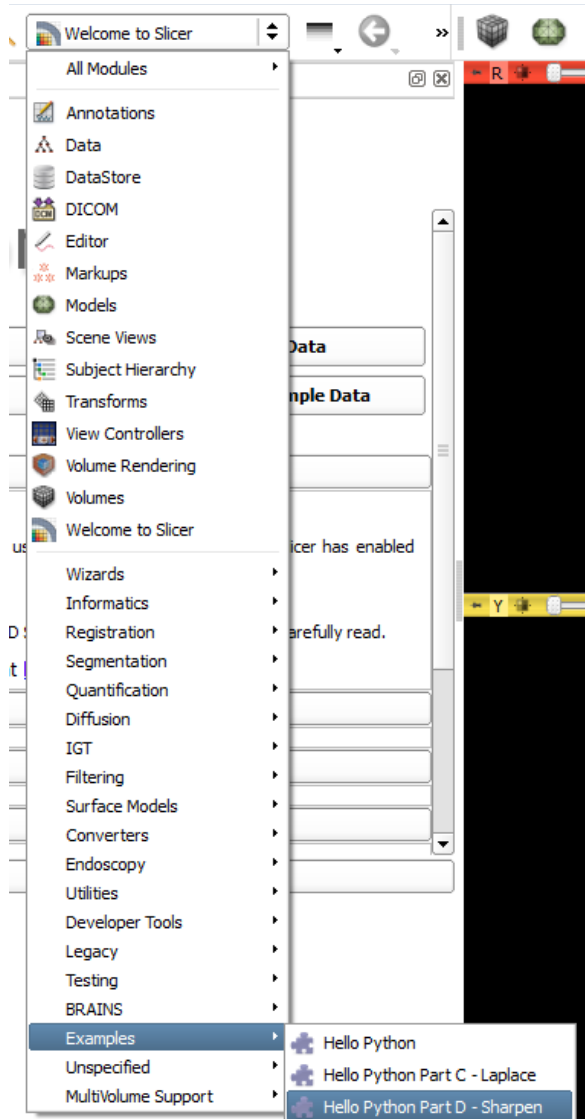 Welcome to Slicer
»
All Modules
R
Annotations
Data
DataStore
DICOM
Editor
Markups
Models
Scene Views
Data
Subject Hierarchy
Transforms
mple Data
View Controllers
Volume Rendering
Volumes
Welcome to Slicer
us
icer has enabled
Wizards
Informatics
Y
Registration
D S
arefully read.
Segmentation
t
Quantification
Diffusion
IGT
Filtering
Surface Models
Converters
Endoscopy
Utilities
Developer Tools
Legacy
Testing
BRAINS
Examples
Hello Python
Unspecified
Hello Python Part C - Laplace
MultiVolume Support
Hello Python Part D - Sharpen